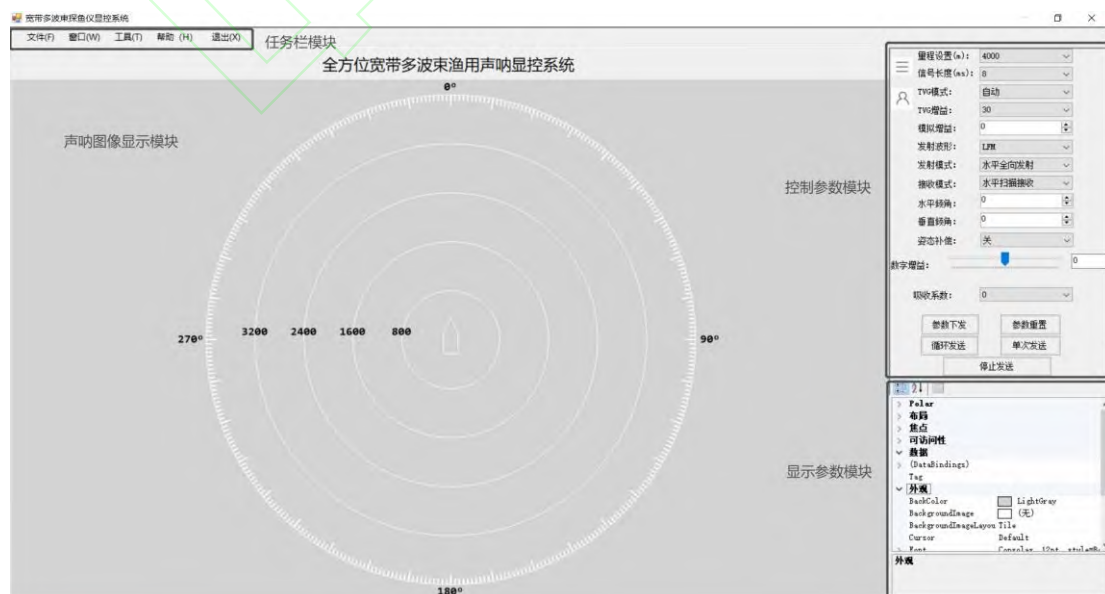 宽带多波束探鱼仪显控系统
文件(F) 窗口(W) 工具(T) 帮助 (H) 退出(X)
任务栏模块
全方位宽带多波束渔用声呐显控系统
声呐图像显示模块
0°
270°
3200 2400 1600 800
90°
180°
控制参数模块
量程设置(m): 4000
信号长度(ms): 8
TVG模式: 自动
TVG增益: 30
模拟增益: 0
发射波形: LFM
发射模式: 水平全向发射
接收模式: 水平扫描接收
水平倾角: 0
垂直倾角: 0
姿态补偿: 关
数字增益: 0
吸收系数: 0
参数下发 参数重置
循环发送 单次发送
停止发送
显示参数模块
Polar
布局
焦点
可访问性
数据
(DataBindings)
Tag
外观
BackColor LightGray
BackgroundImage (无)
BackgroundImageLayou Tile
Cursor Default
Font Consolas, 12pt, style=B
外观